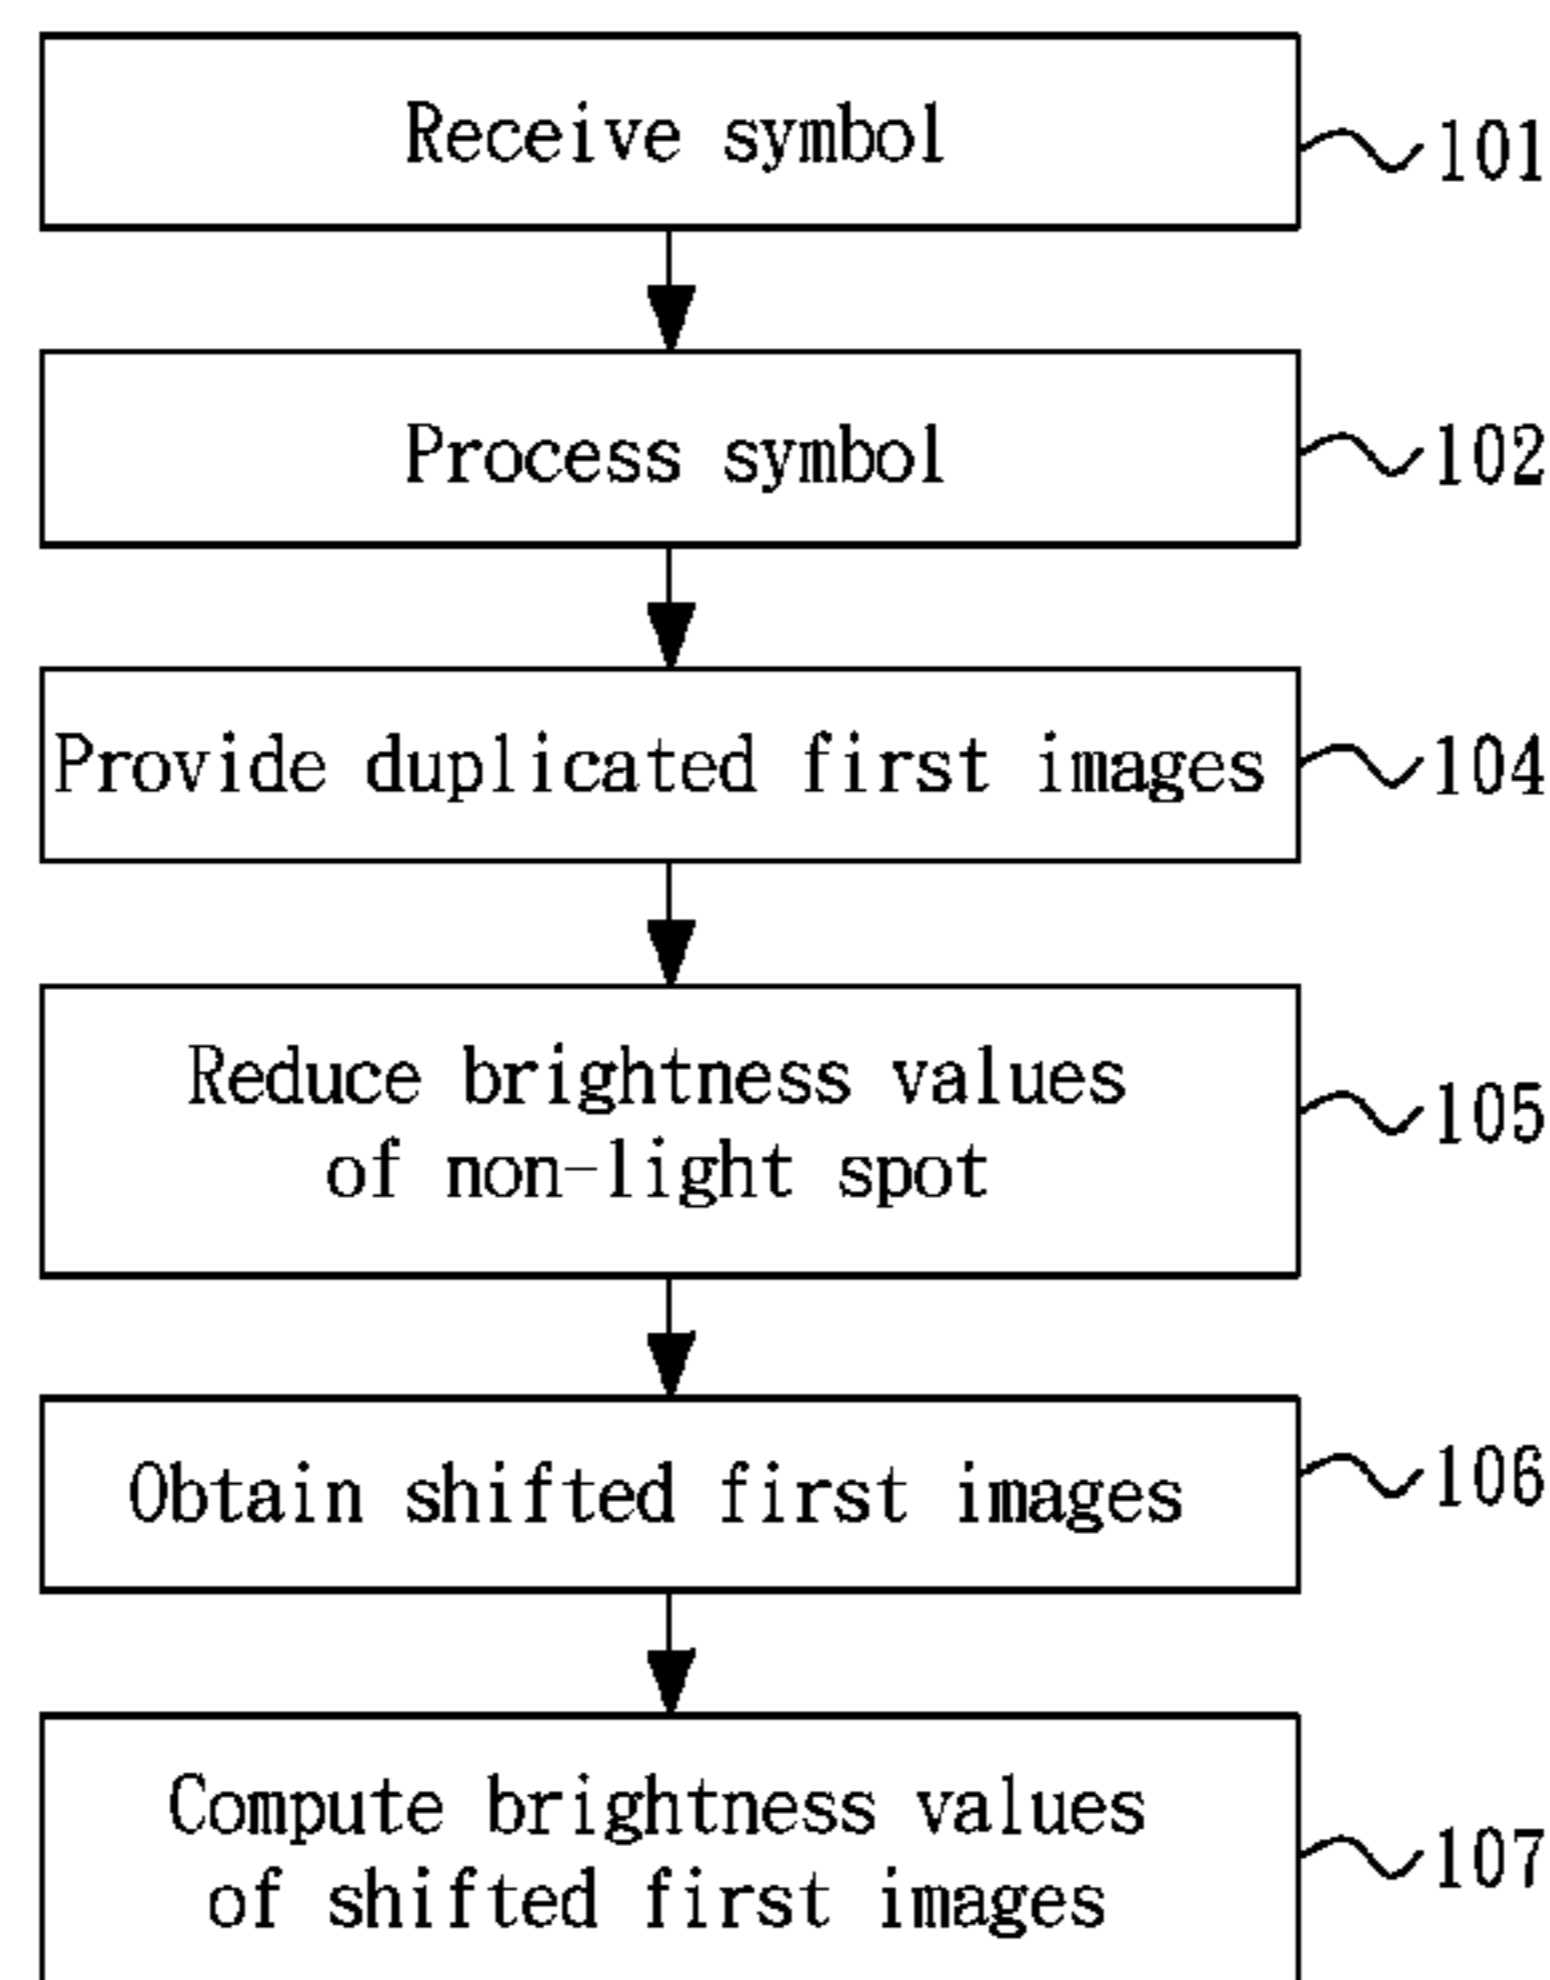 Receive symbol
101
Process symbol
102
Provide duplicated first images
104
Reduce brightness values
of non-light spot
105
Obtain shifted first images
106
Compute brightness values
of shifted first images
107